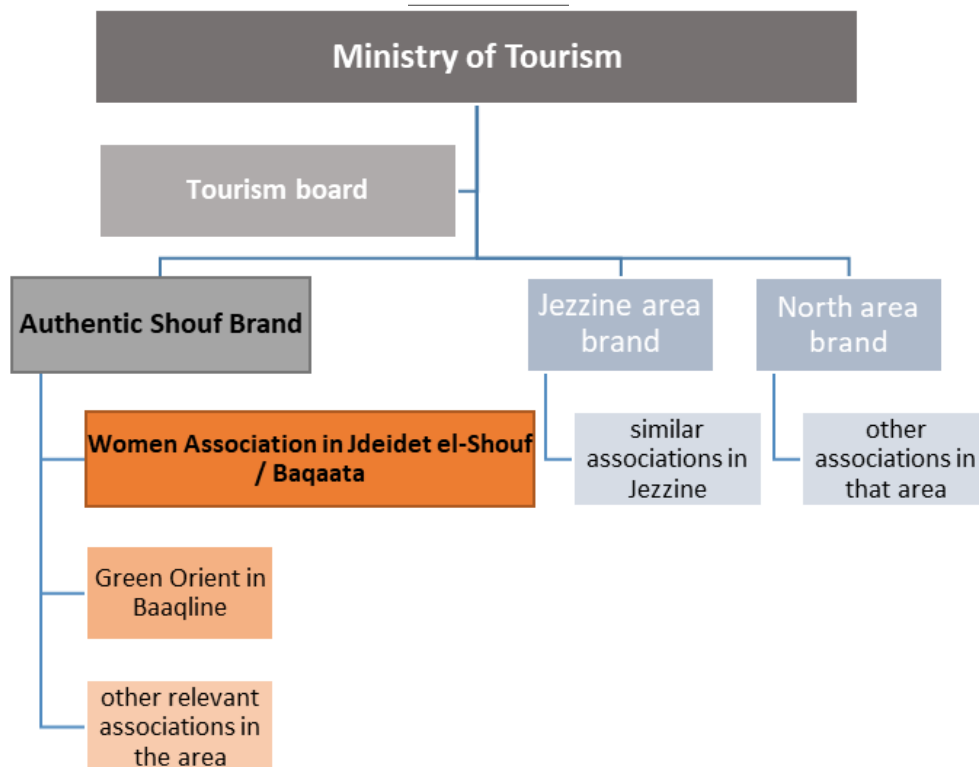 Ministry of Tourism
Tourism board
Authentic Shouf Brand
Jezzine area
brand
North area
brand
Women Association in Jdeidet el-Shouf
/ Baqaata
similar
associations in
Jezzine
other
associations in
that area
Green Orient in
Baaqline
other relevant
associations in
the area